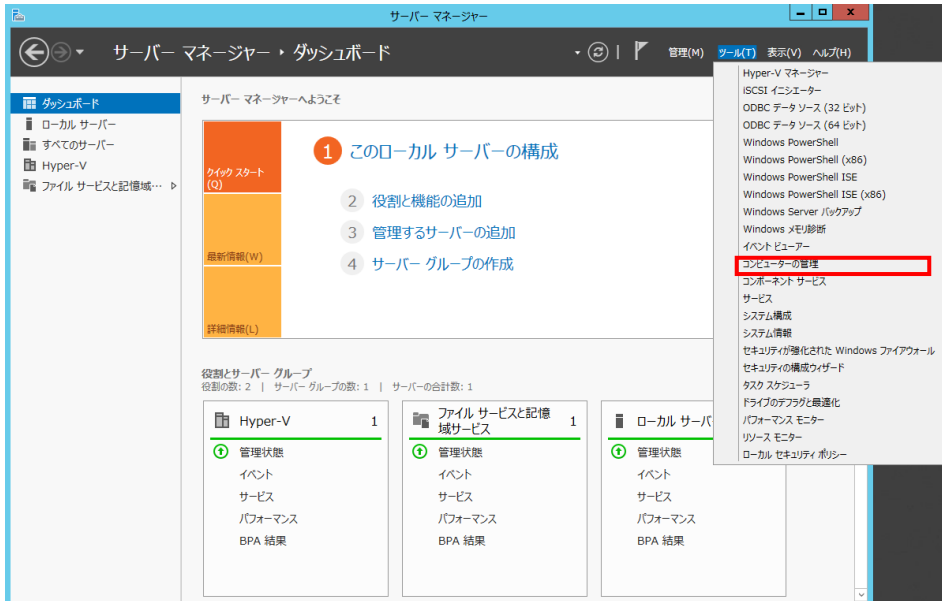 サーバー マネージャー
サーバー マネージャー ・ ダッシュボード
管理(M) ツール(T) 表示(V) ヘルプ(H)
ダッシュボード
ローカル サーバー
すべてのサーバー
Hyper-V
ファイル サービスと記憶域…
サーバー マネージャーへようこそ
クイック スタート
(Q)
最新情報(W)
詳細情報(L)
1 このローカル サーバーの構成
2 役割と機能の追加
3 管理するサーバーの追加
4 サーバー グループの作成
役割とサーバー グループ
役割の数: 2 | サーバー グループの数: 1 | サーバーの合計数: 1
Hyper-V 1
管理状態
イベント
サービス
パフォーマンス
BPA 結果
ファイル サービスと記憶
域サービス 1
管理状態
イベント
サービス
パフォーマンス
BPA 結果
ローカル サーバ
管理状態
イベント
サービス
パフォーマンス
BPA 結果
Hyper-V マネージャー
iSCSI イニシエーター
ODBC データ ソース (32 ビット)
ODBC データ ソース (64 ビット)
Windows PowerShell
Windows PowerShell (x86)
Windows PowerShell ISE
Windows PowerShell ISE (x86)
Windows Server バックアップ
Windows メモリ診断
イベント ビューアー
コンピューターの管理
コンポーネント サービス
サービス
システム構成
システム情報
セキュリティが強化された Windows ファイアウォール
セキュリティの構成ウィザード
タスク スケジューラ
ドライブのデフラグと最適化
パフォーマンス モニター
リソース モニター
ローカル セキュリティ ポリシー